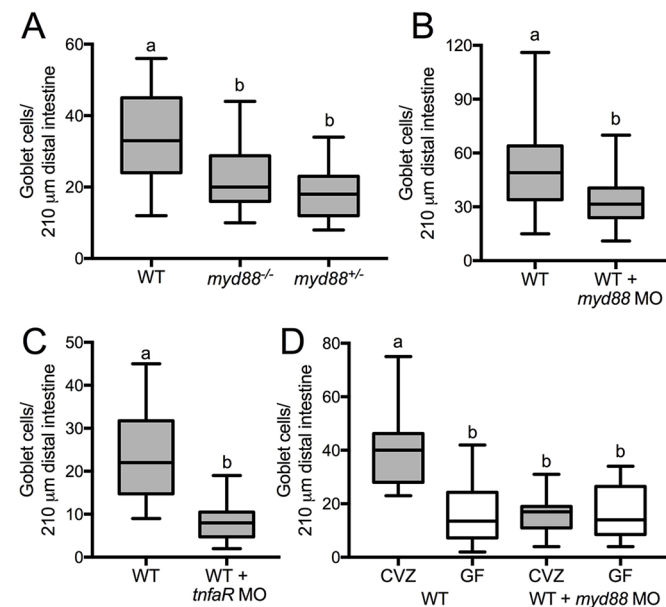 A
Goblet cells/
210 μm distal intestine
60
40
20
0
a
b
b
WT
myd88-/-
myd88+/-
B
Goblet cells/
210 μm distal intestine
120
90
60
30
0
a
b
WT
WT +
myd88 MO
C
Goblet cells/
210 μm distal intestine
50
40
30
20
10
0
a
b
WT
WT +
tnfaR MO
D
Goblet cells/
210 μm distal intestine
80
60
40
20
0
a
b
b
b
CVZ
GF
CVZ
GF
WT
WT + myd88 MO